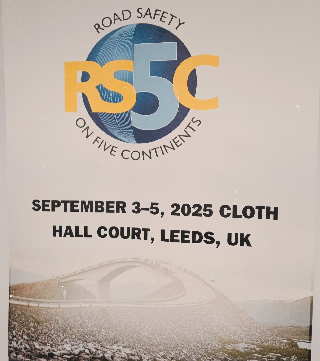 ROAD SAFETY
RS5C
ON FIVE CONTINENTS
SEPTEMBER 3–5, 2025 CLOTH
HALL COURT, LEEDS, UK